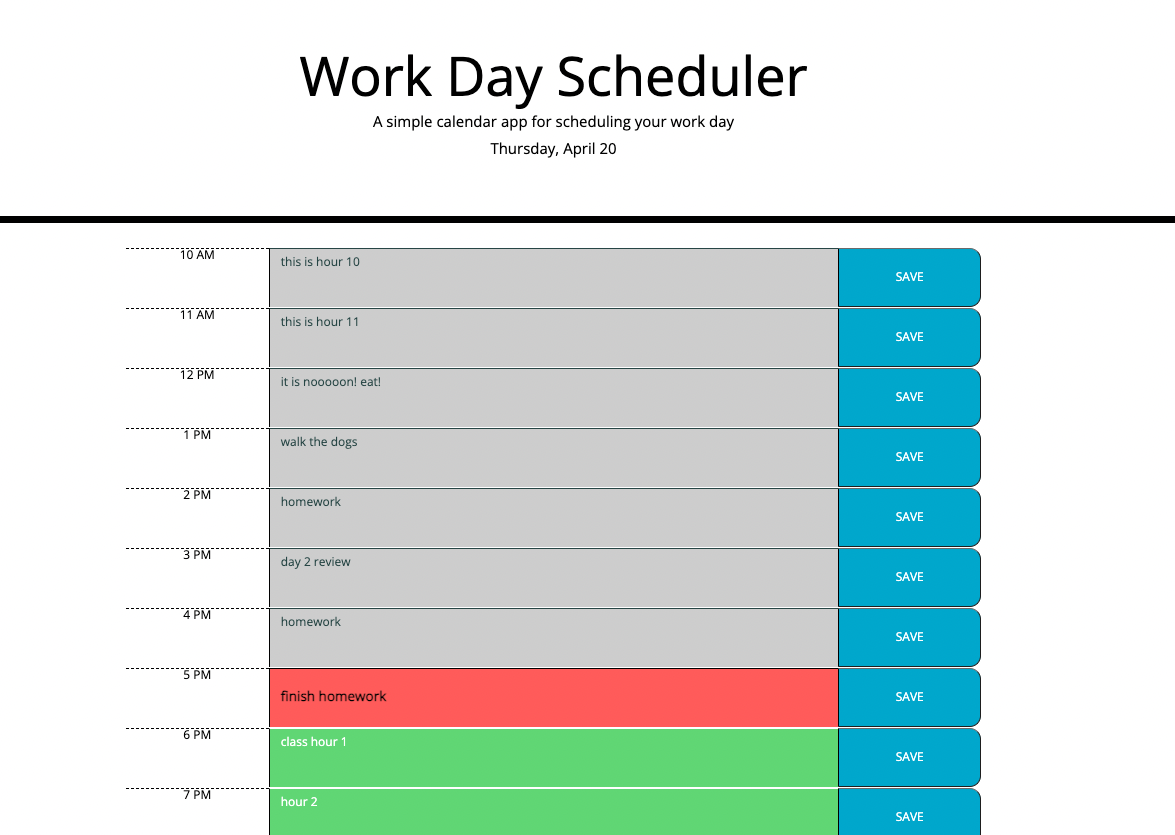 Work Day Scheduler
A simple calendar app for scheduling your work day
Thursday, April 20
10 AM this is hour 10 SAVE
11 AM this is hour 11 SAVE
12 PM it is nooooon! eat! SAVE
1 PM walk the dogs SAVE
2 PM homework SAVE
3 PM day 2 review SAVE
4 PM homework SAVE
5 PM finish homework SAVE
6 PM class hour 1 SAVE
7 PM hour 2 SAVE